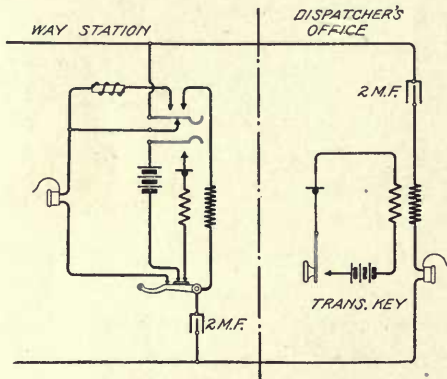 WAY STATION
DISPATCHER'S
OFFICE
2 M.F.
TRANS. KEY
2 M.F.